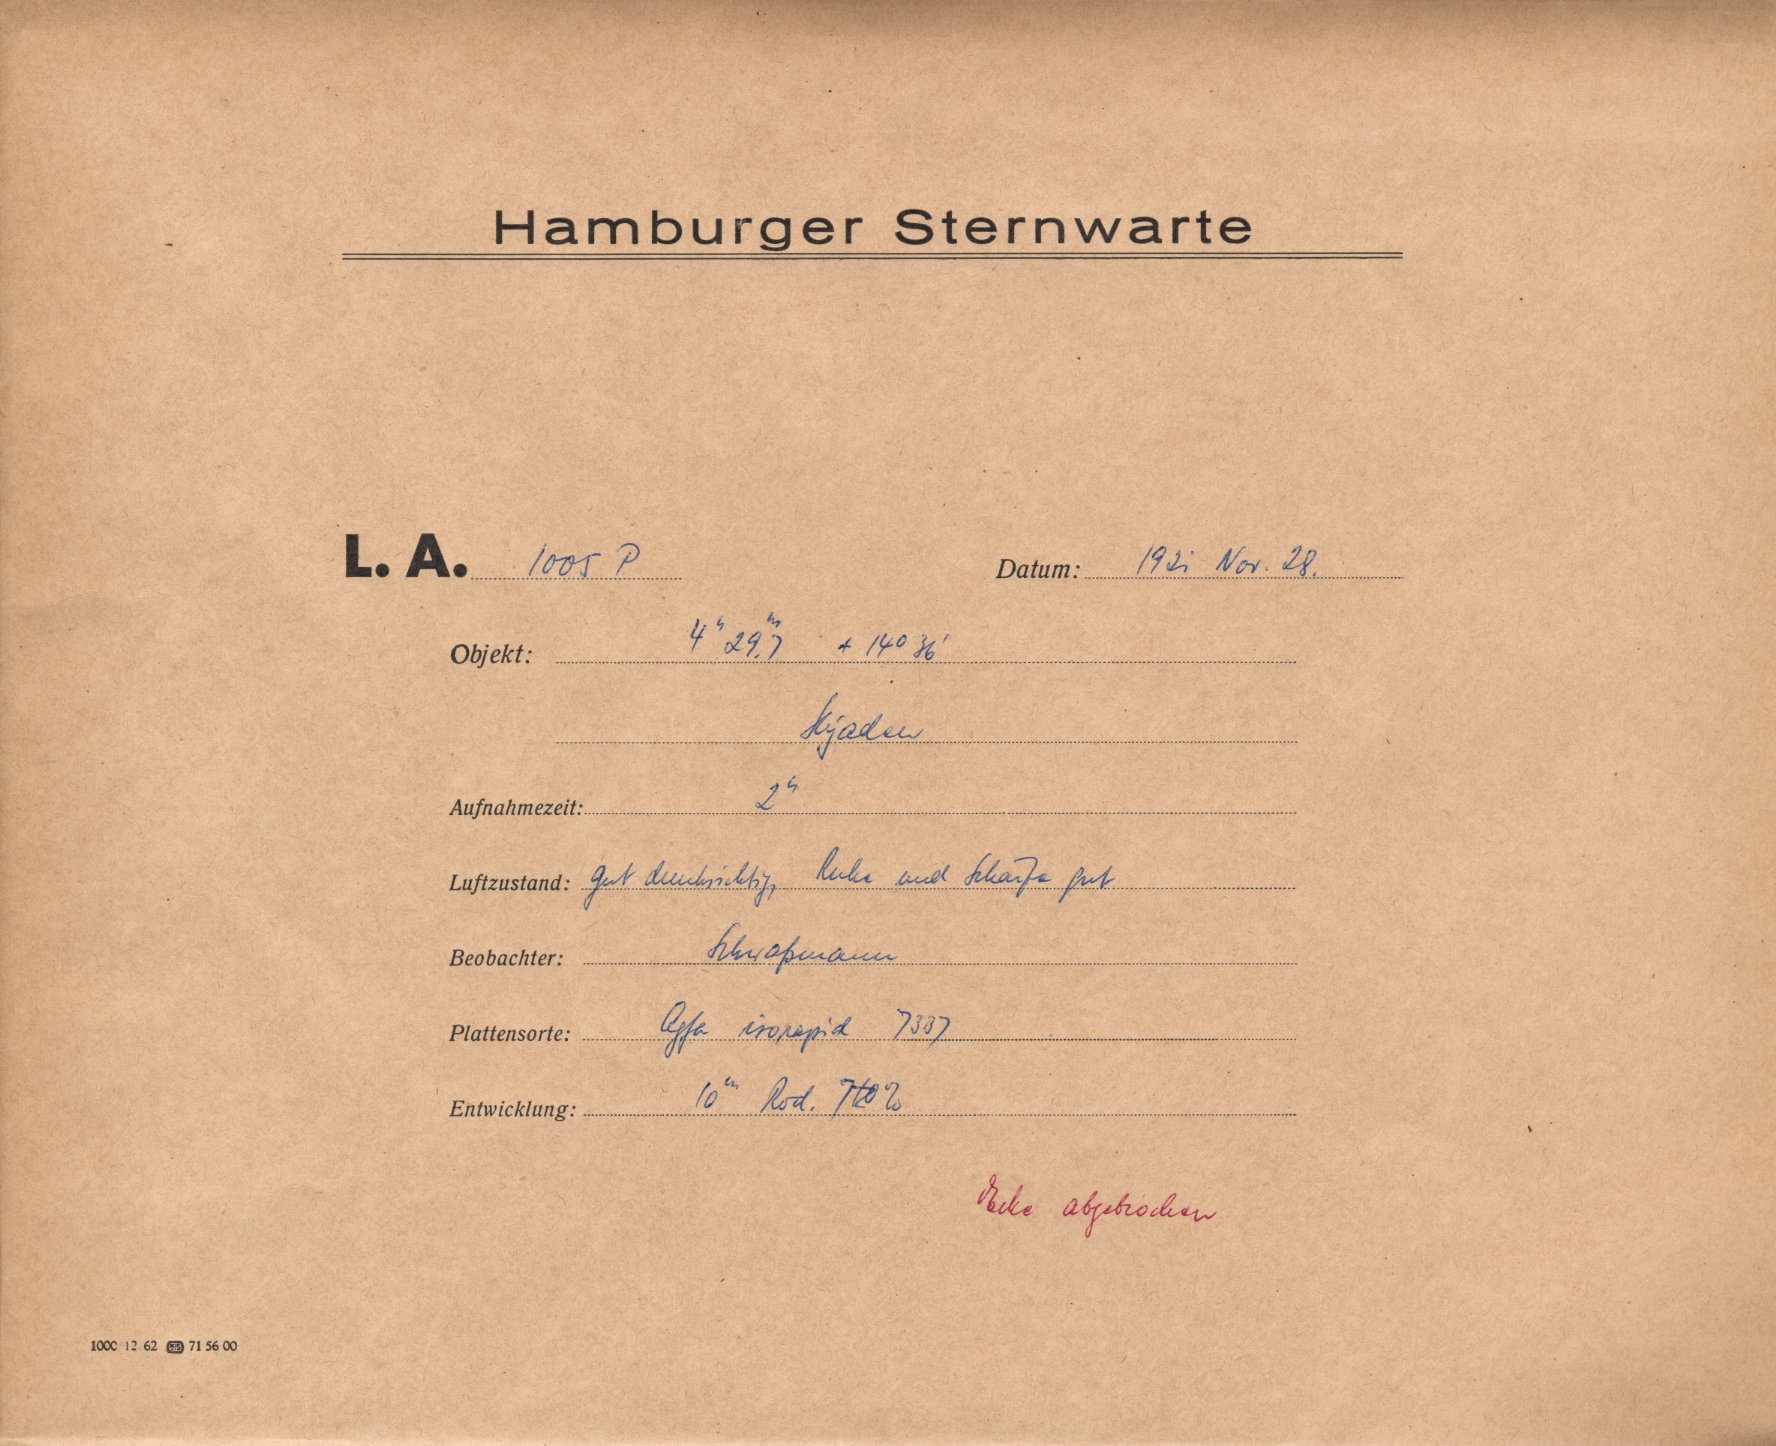 Hamburger Sternwarte
L. A. 1005 P
Datum: 1921 Nov. 28.
Objekt: 4h 29.m7 + 14° 36'
Hyaden
Aufnahmezeit: 2h
Luftzustand: gut durchsichtig, Ruhe und Schärfe gut
Beobachter: Schwaßmann
Plattensorte: Agfa isorapid 7337
Entwicklung: 10m Rod.
Ecke abgebrochen
1000 12 62 71 56 00